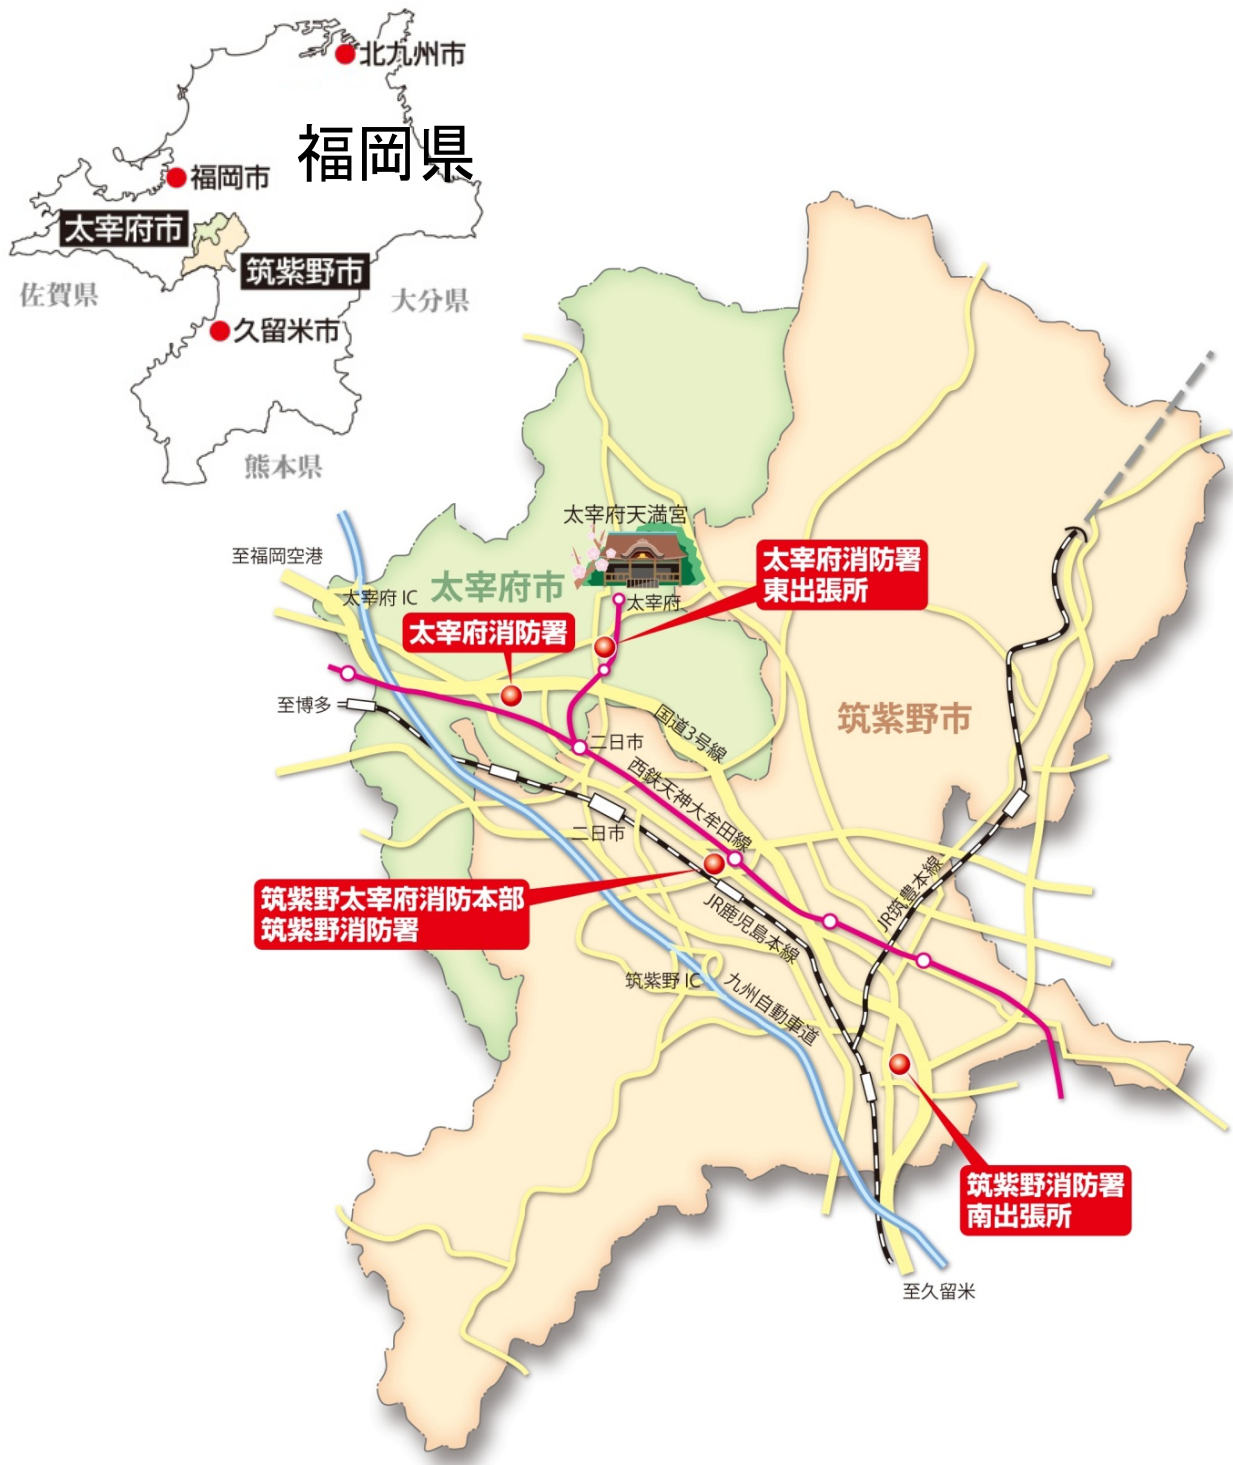 北九州市
福岡県
福岡市
太宰府市
筑紫野市
佐賀県
大分県
久留米市
熊本県
太宰府天満宮
至福岡空港
太宰府市
太宰府 IC
太宰府
太宰府消防署
東出張所
太宰府消防署
至博多
筑紫野市
国道3号線
二日市
西鉄天神大牟田線
二日市
筑紫野太宰府消防本部
筑紫野消防署
JR鹿児島本線
JR筑豊本線
筑紫野 IC
九州自動車道
筑紫野消防署
南出張所
至久留米